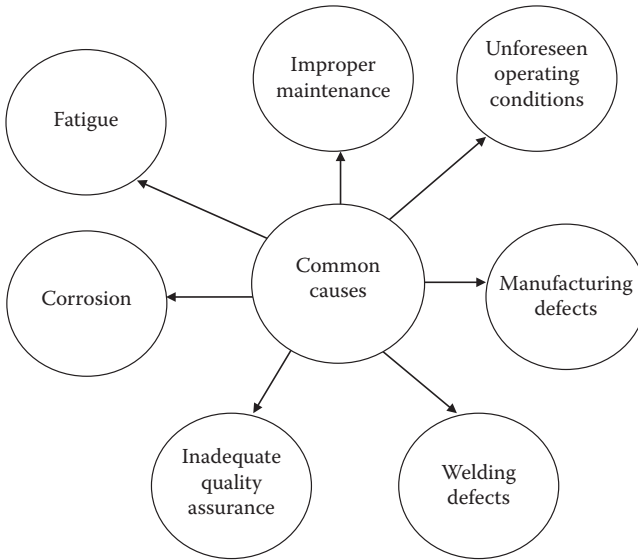 Improper
maintenance
Unforeseen
operating
conditions
Fatigue
Common
causes
Corrosion
Manufacturing
defects
Inadequate
quality
assurance
Welding
defects